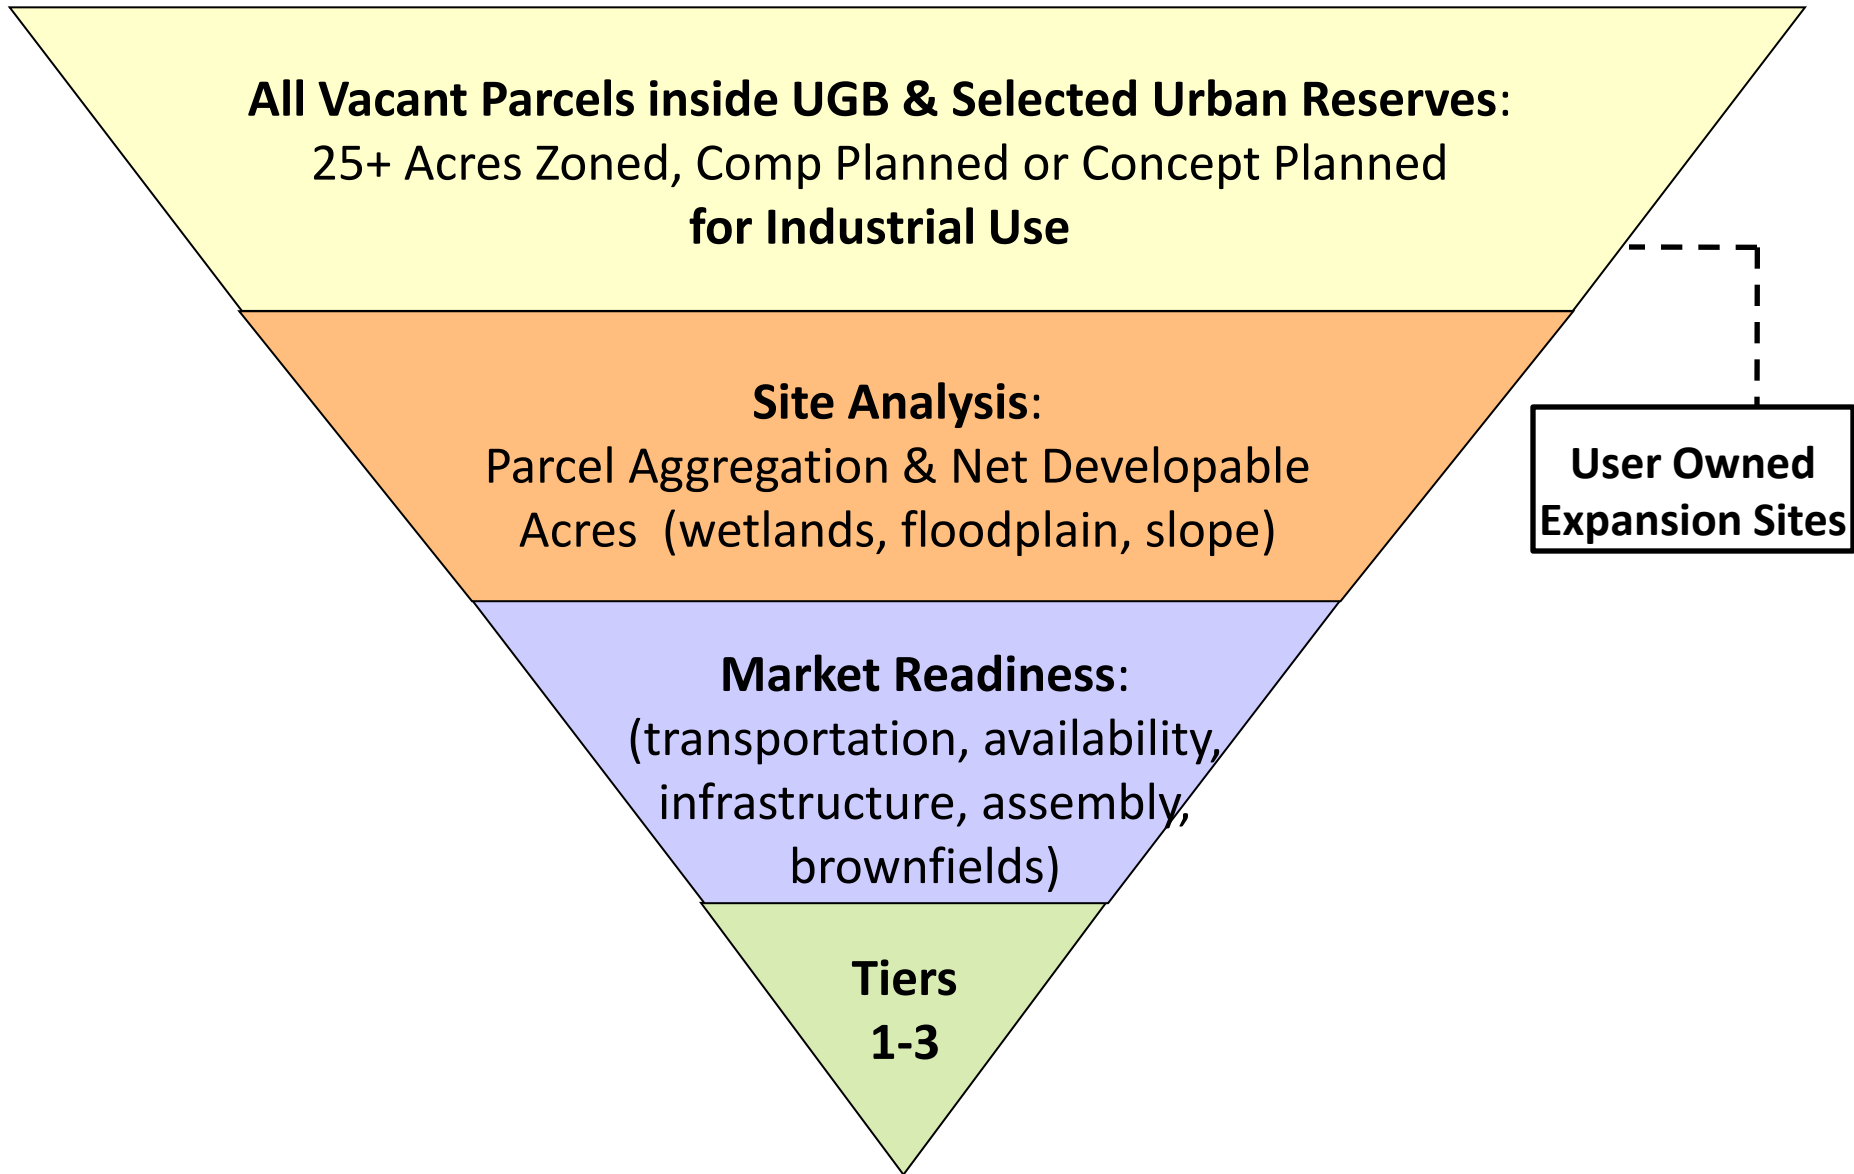 All Vacant Parcels inside UGB & Selected Urban Reserves:
25+ Acres Zoned, Comp Planned or Concept Planned
for Industrial Use
Site Analysis:
Parcel Aggregation & Net Developable
Acres  (wetlands, floodplain, slope)
User Owned
Expansion Sites
Market Readiness:
(transportation, availability,
infrastructure, assembly,
brownfields)
Tiers
1-3